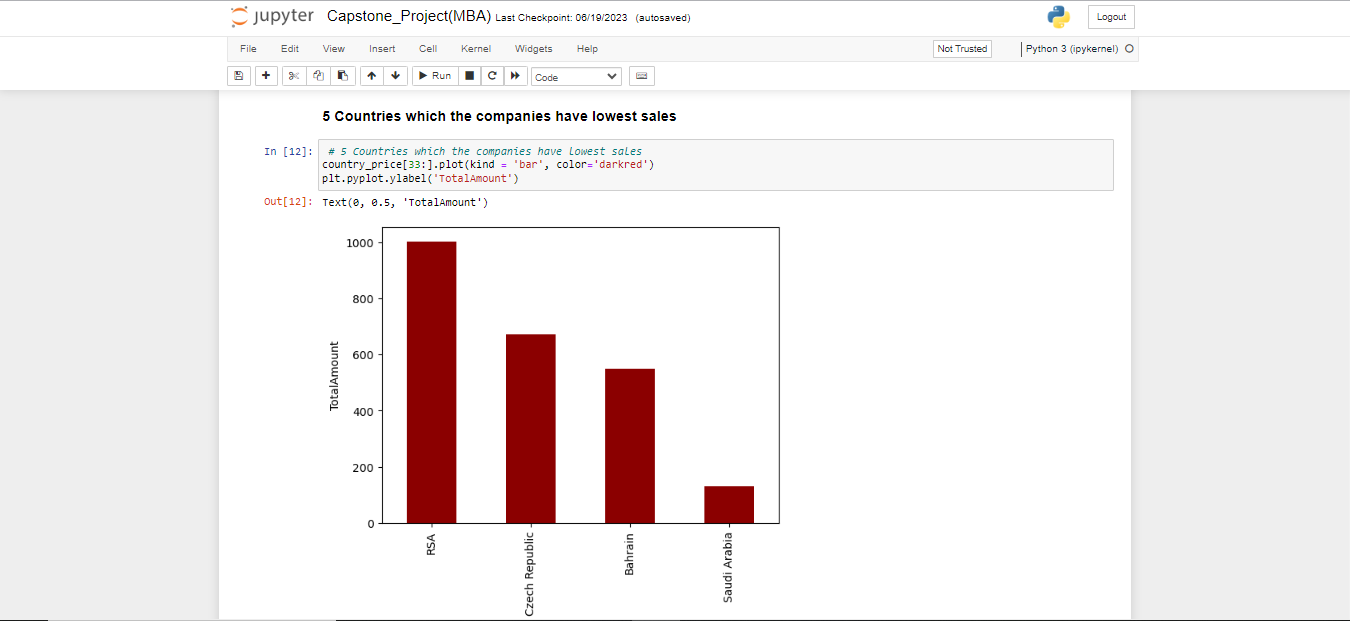 jupyter Capstone_Project(MBA) Last Checkpoint: 06/19/2023 (autosaved) Logout
File Edit View Insert Cell Kernel Widgets Help Not Trusted Python 3 (ipykernel)
Run Code
5 Countries which the companies have lowest sales
In [12]: # 5 Countries which the companies have lowest sales
country_price[33:].plot(kind = 'bar', color='darkred')
plt.pyplot.ylabel('TotalAmount')
Out[12]: Text(0, 0.5, 'TotalAmount')
1000
800
600
400
200
0
TotalAmount
RSA
Czech Republic
Bahrain
Saudi Arabia